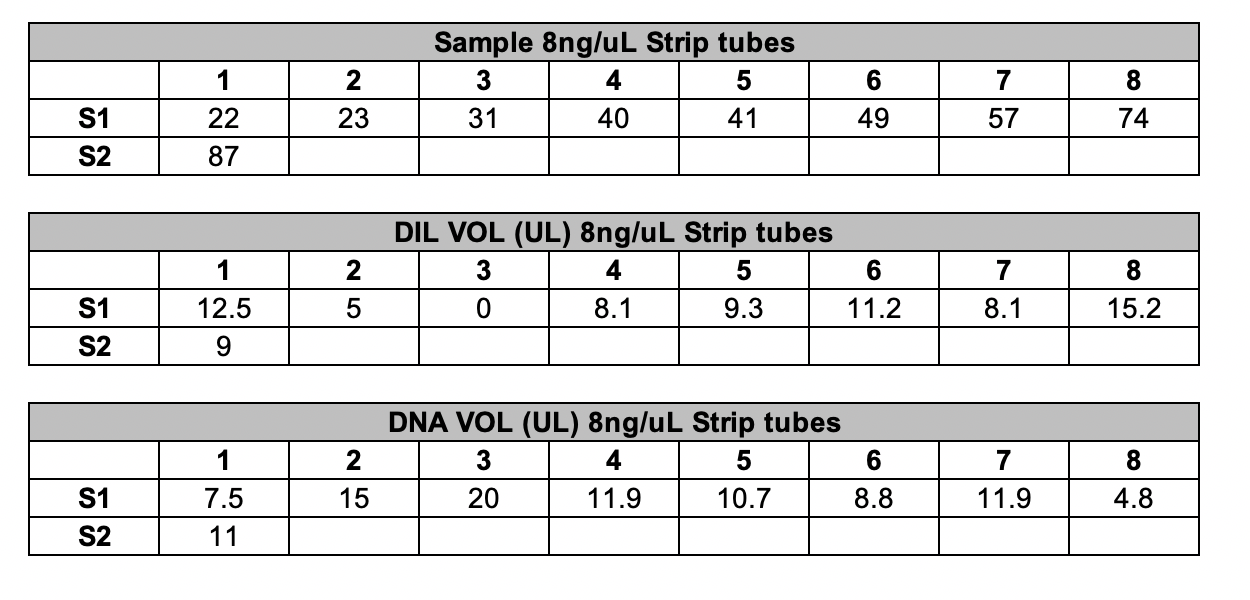 Sample 8ng/uL Strip tubes
1 2 3 4 5 6 7 8
S1 22 23 31 40 41 49 57 74
S2 87
DIL VOL (UL) 8ng/uL Strip tubes
1 2 3 4 5 6 7 8
S1 12.5 5 0 8.1 9.3 11.2 8.1 15.2
S2 9
DNA VOL (UL) 8ng/uL Strip tubes
1 2 3 4 5 6 7 8
S1 7.5 15 20 11.9 10.7 8.8 11.9 4.8
S2 11